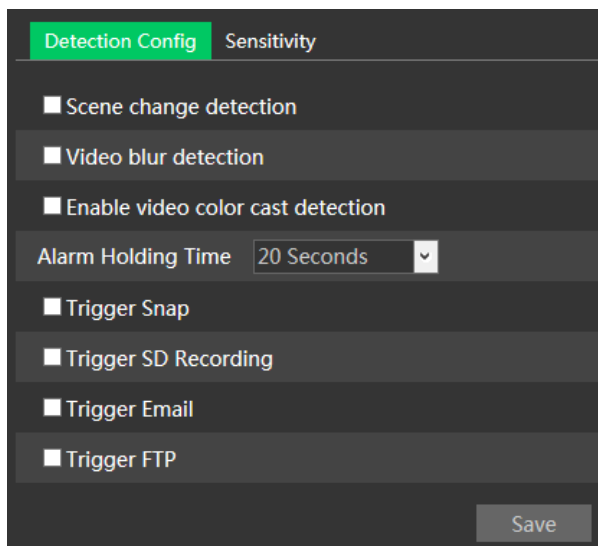 Detection Config Sensitivity
Scene change detection
Video blur detection
Enable video color cast detection
Alarm Holding Time 20 Seconds
Trigger Snap
Trigger SD Recording
Trigger Email
Trigger FTP
Save